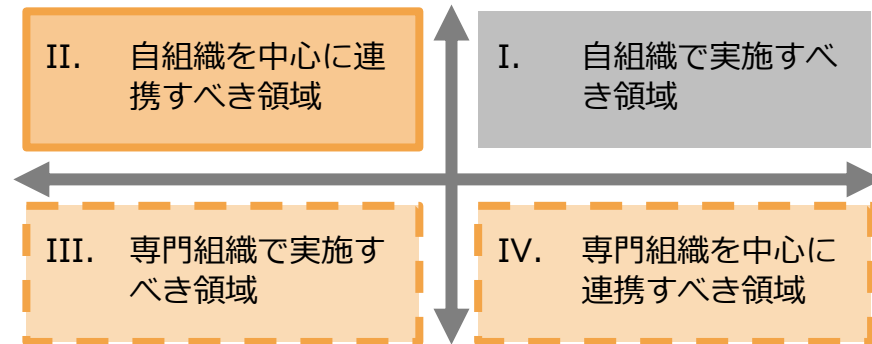 II. 自組織を中心に連
携すべき領域
I. 自組織で実施すべ
き領域
III. 専門組織で実施す
べき領域
IV. 専門組織を中心に
連携すべき領域